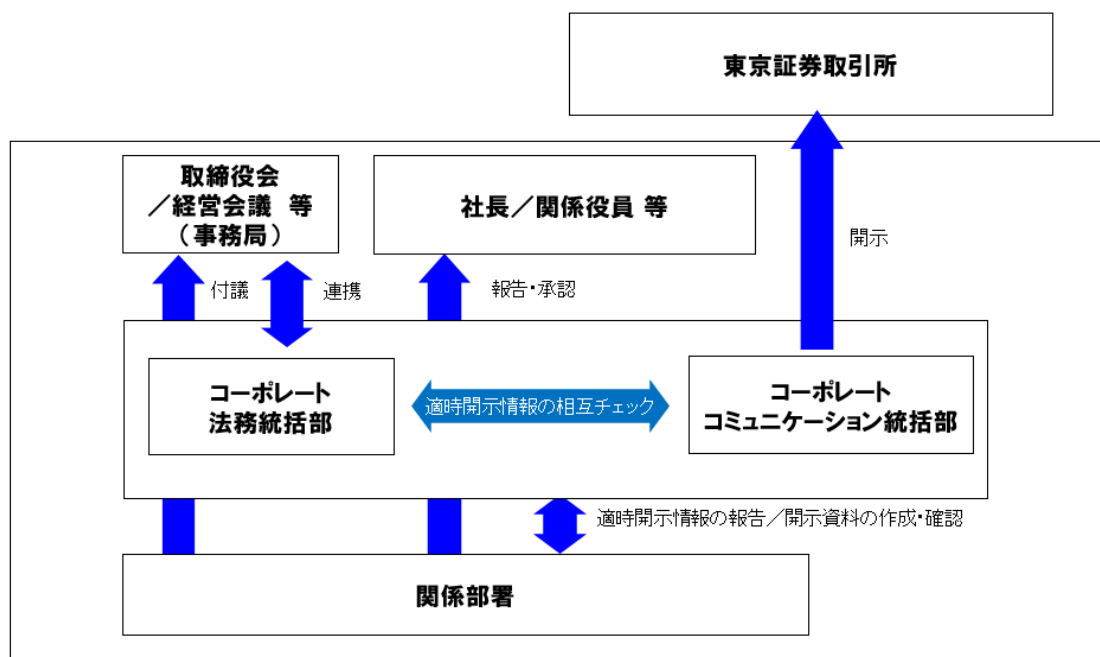 東京証券取引所
取締役会
／経営会議 等
（事務局）
社長／関係役員 等
開示
付議
連携
報告・承認
コーポレート
法務統括部
適時開示情報の相互チェック
コーポレート
コミュニケーション統括部
適時開示情報の報告／開示資料の作成・確認
関係部署